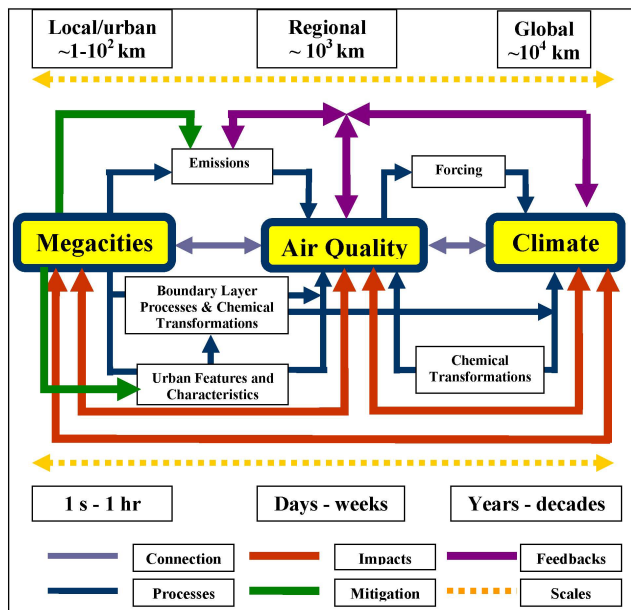 Local/urban
~1-10² km
Regional
~ 10³ km
Global
~10⁴ km
Emissions
Forcing
Megacities
Air Quality
Climate
Boundary Layer
Processes & Chemical
Transformations
Urban Features and
Characteristics
Chemical
Transformations
1 s - 1 hr
Days - weeks
Years - decades
Connection
Impacts
Feedbacks
Processes
Mitigation
Scales